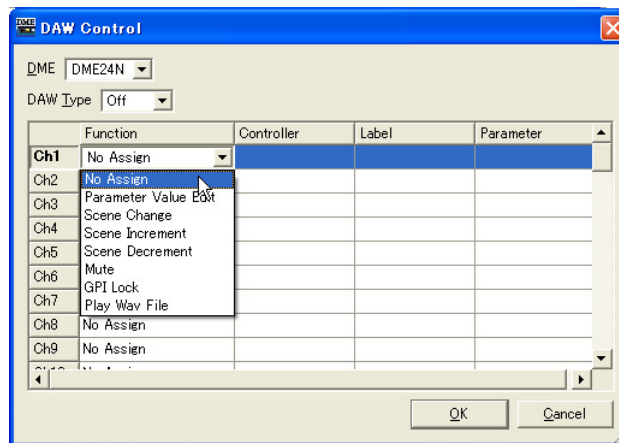 DME DAW Control
DME DME24N
DAW Type Off
Function Controller Label Parameter
Ch1 No Assign
Ch2 No Assign
Ch3 Parameter Value Edit
Scene Change
Ch4 Scene Increment
Ch5 Scene Decrement
Ch6 Mute
GPI Lock
Ch7 Play Wav File
Ch8 No Assign
Ch9 No Assign
OK Cancel